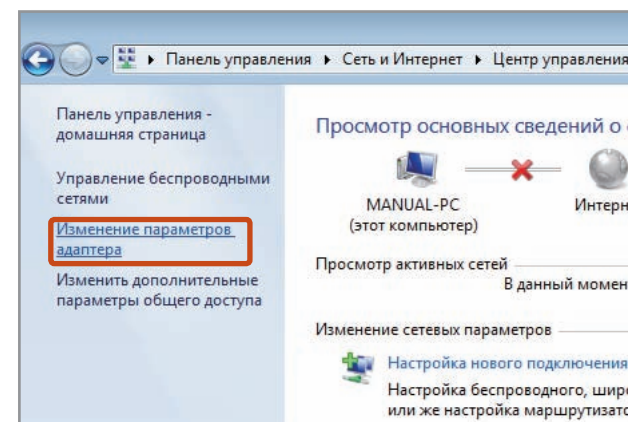 Панель управления ▸ Сеть и Интернет ▸ Центр управления
Панель управления -
домашняя страница
Управление беспроводными
сетями
Изменение параметров
адаптера
Изменить дополнительные
параметры общего доступа
Просмотр основных сведений о
MANUAL-PC
(этот компьютер)
Интерн
Просмотр активных сетей
В данный момен
Изменение сетевых параметров
Настройка нового подключения
Настройка беспроводного, шир
или же настройка маршрутизат